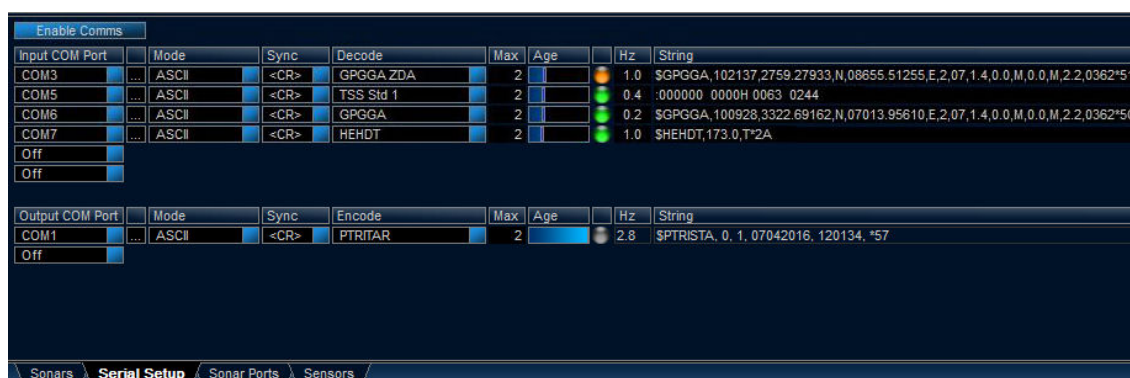 Enable Comms
Input COM Port Mode Sync Decode Max Age Hz String
COM3 ... ASCII <CR> GPGGA ZDA 2 1.0 $GPGGA,102137,2759.27933,N,08655.51255,E,2,07,1.4,0.0,M,0.0,M,2.2,0362*51
COM5 ... ASCII <CR> TSS Std 1 2 0.4 :000000 0000H 0063 0244
COM6 ... ASCII <CR> GPGGA 2 0.2 $GPGGA,100928,3322.69162,N,07013.95610,E,2,07,1.4,0.0,M,0.0,M,2.2,0362*50
COM7 ... ASCII <CR> HEHDT 2 1.0 $HEHDT,173.0,T*2A
Off
Off
Output COM Port Mode Sync Encode Max Age Hz String
COM1 ... ASCII <CR> PTRITAR 2 2.8 $PTRISTA, 0, 1, 07042016, 120134, *57
Off
Sonars Serial Setup Sonar Ports Sensors